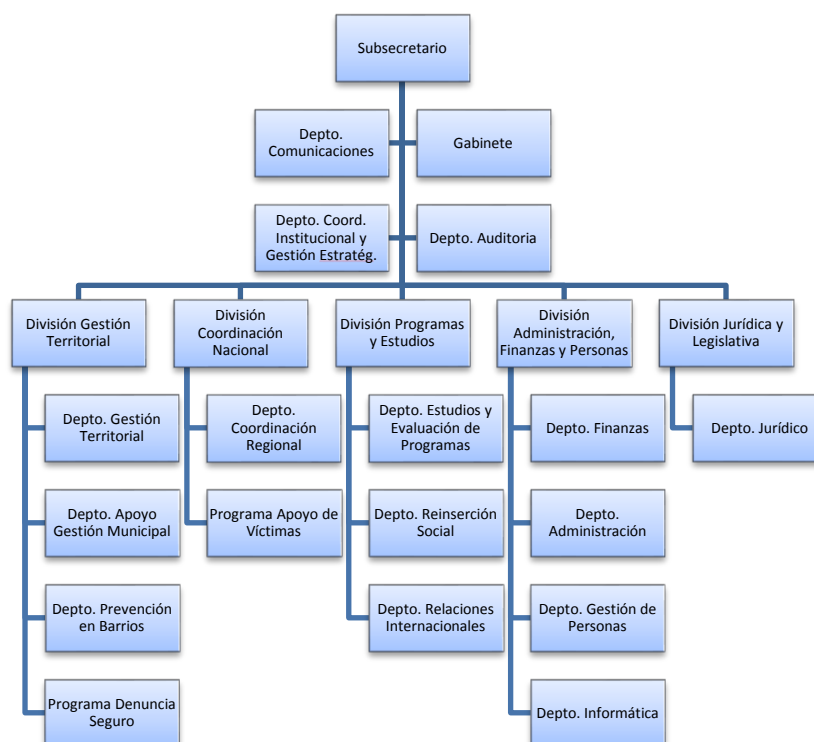 Subsecretario
Depto.
Comunicaciones
Gabinete
Depto. Coord.
Institucional y
Gestión Estratég.
Depto. Auditoria
División Gestión
Territorial
División
Coordinación
Nacional
División Programas
y Estudios
División
Administración,
Finanzas y Personas
División Jurídica y
Legislativa
Depto. Gestión
Territorial
Depto.
Coordinación
Regional
Depto. Estudios y
Evaluación de
Programas
Depto. Finanzas
Depto. Jurídico
Depto. Apoyo
Gestión Municipal
Programa Apoyo de
Víctimas
Depto. Reinserción
Social
Depto.
Administración
Depto. Prevención
en Barrios
Depto. Relaciones
Internacionales
Depto. Gestión de
Personas
Programa Denuncia
Seguro
Depto. Informática